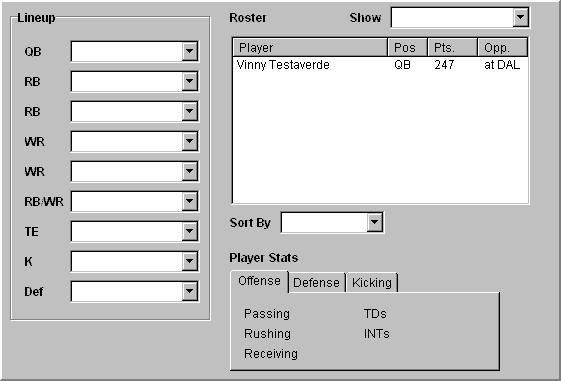 Lineup
QB
RB
RB
WR
WR
RB/WR
TE
K
Def
Roster Show
Player Pos Pts. Opp.
Vinny Testaverde QB 247 at DAL
Sort By
Player Stats
Offense Defense Kicking
Passing TDs
Rushing INTs
Receiving